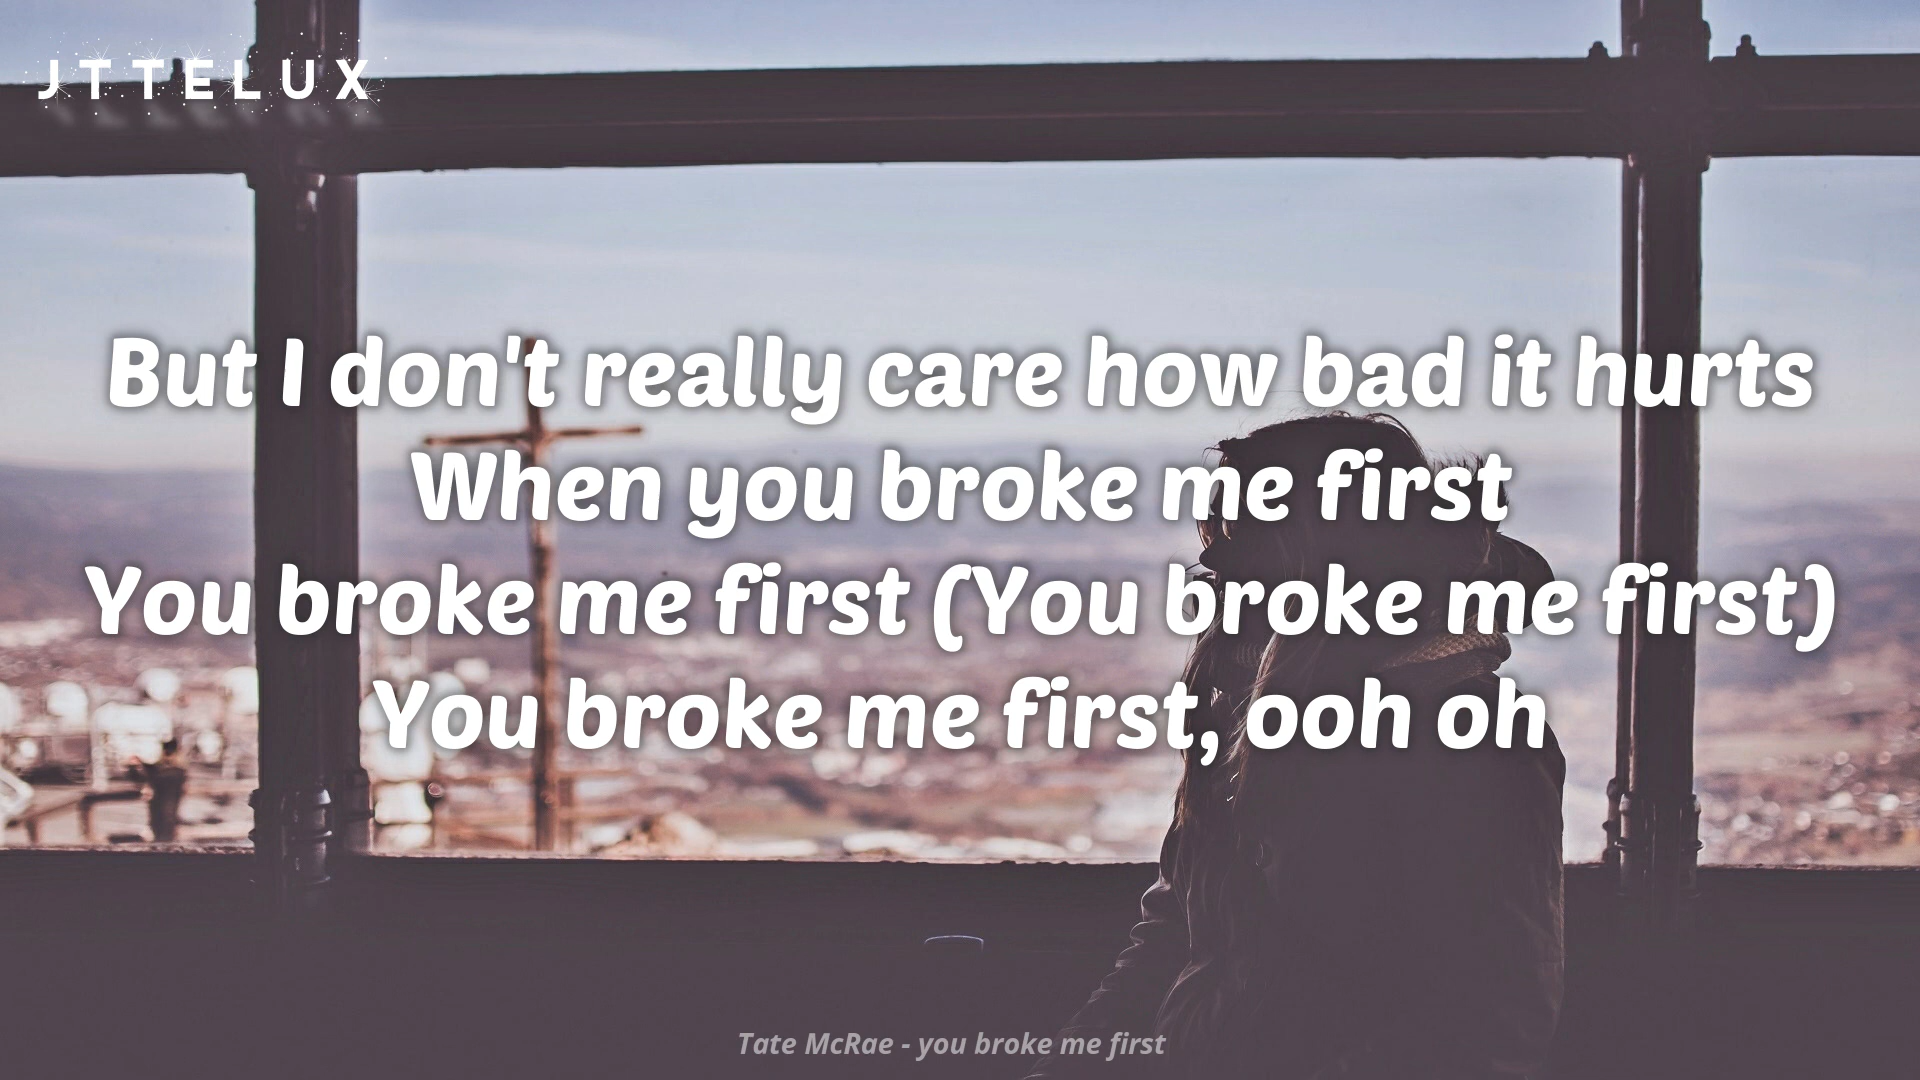 JTTELUX
But I don't really care how bad it hurts
When you broke me first
You broke me first (You broke me first)
You broke me first, ooh oh
Tate McRae - you broke me first